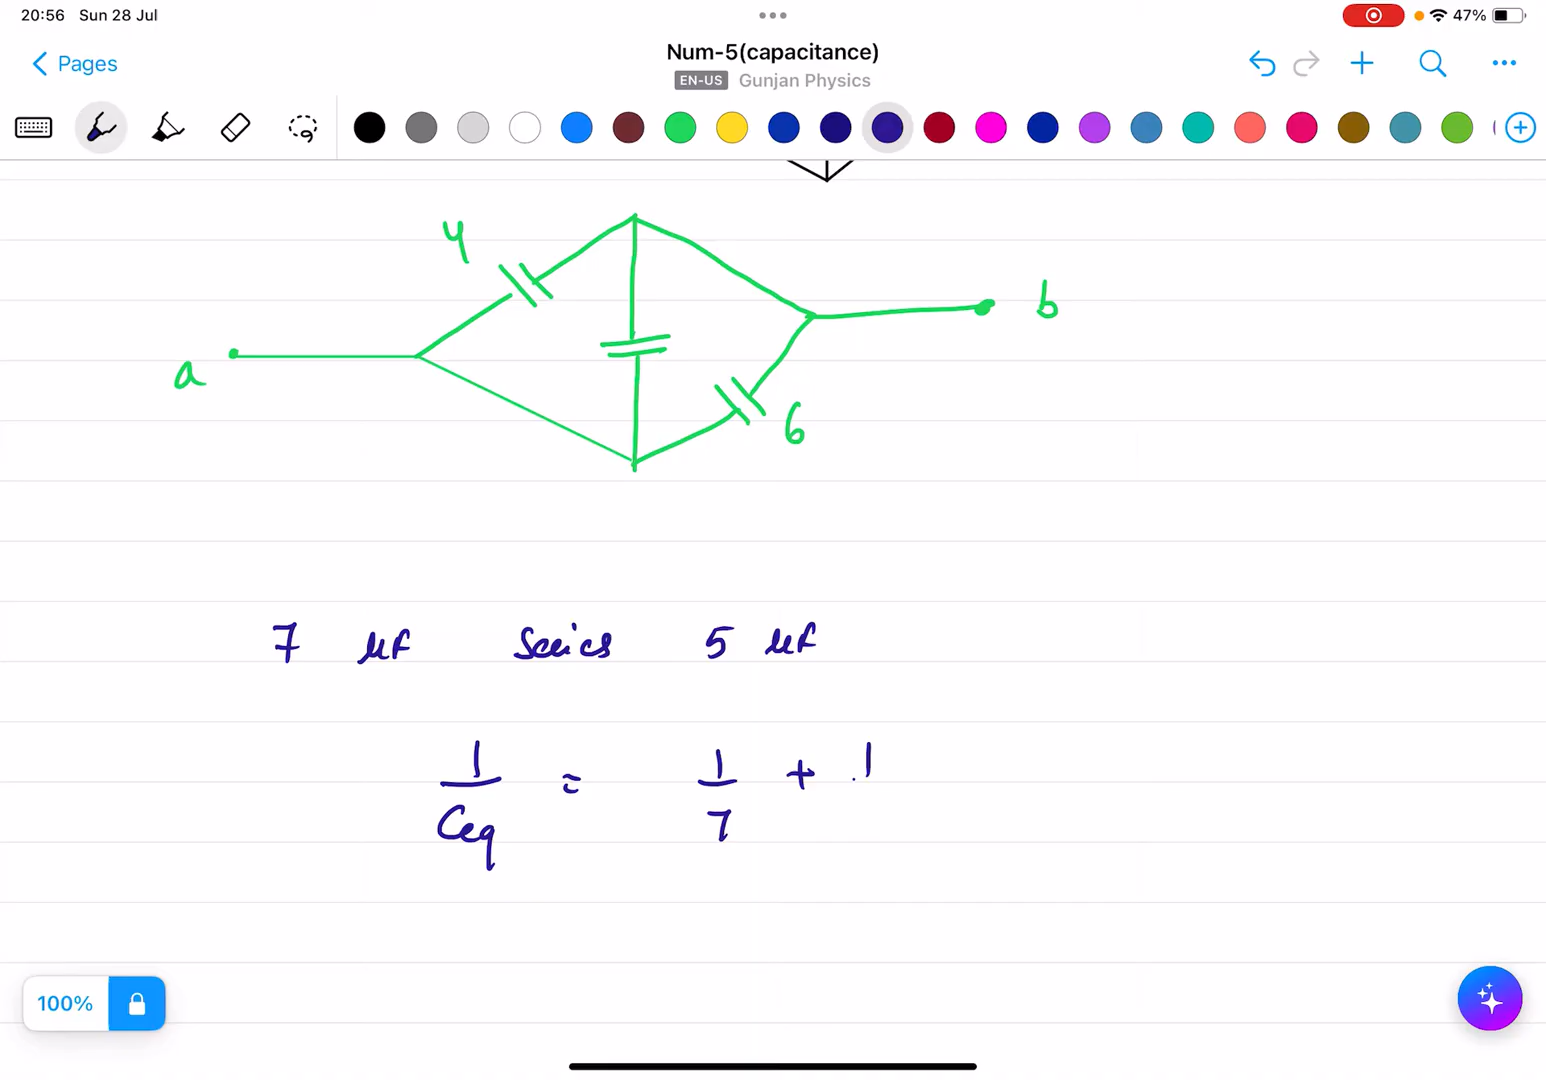 20:56 Sun 28 Jul
47%
Pages
Num-5(capacitance)
EN-US Gunjan Physics
4
a
b
6
7 μf Series 5 μf
1/Ceq = 1/7 + 1
100%